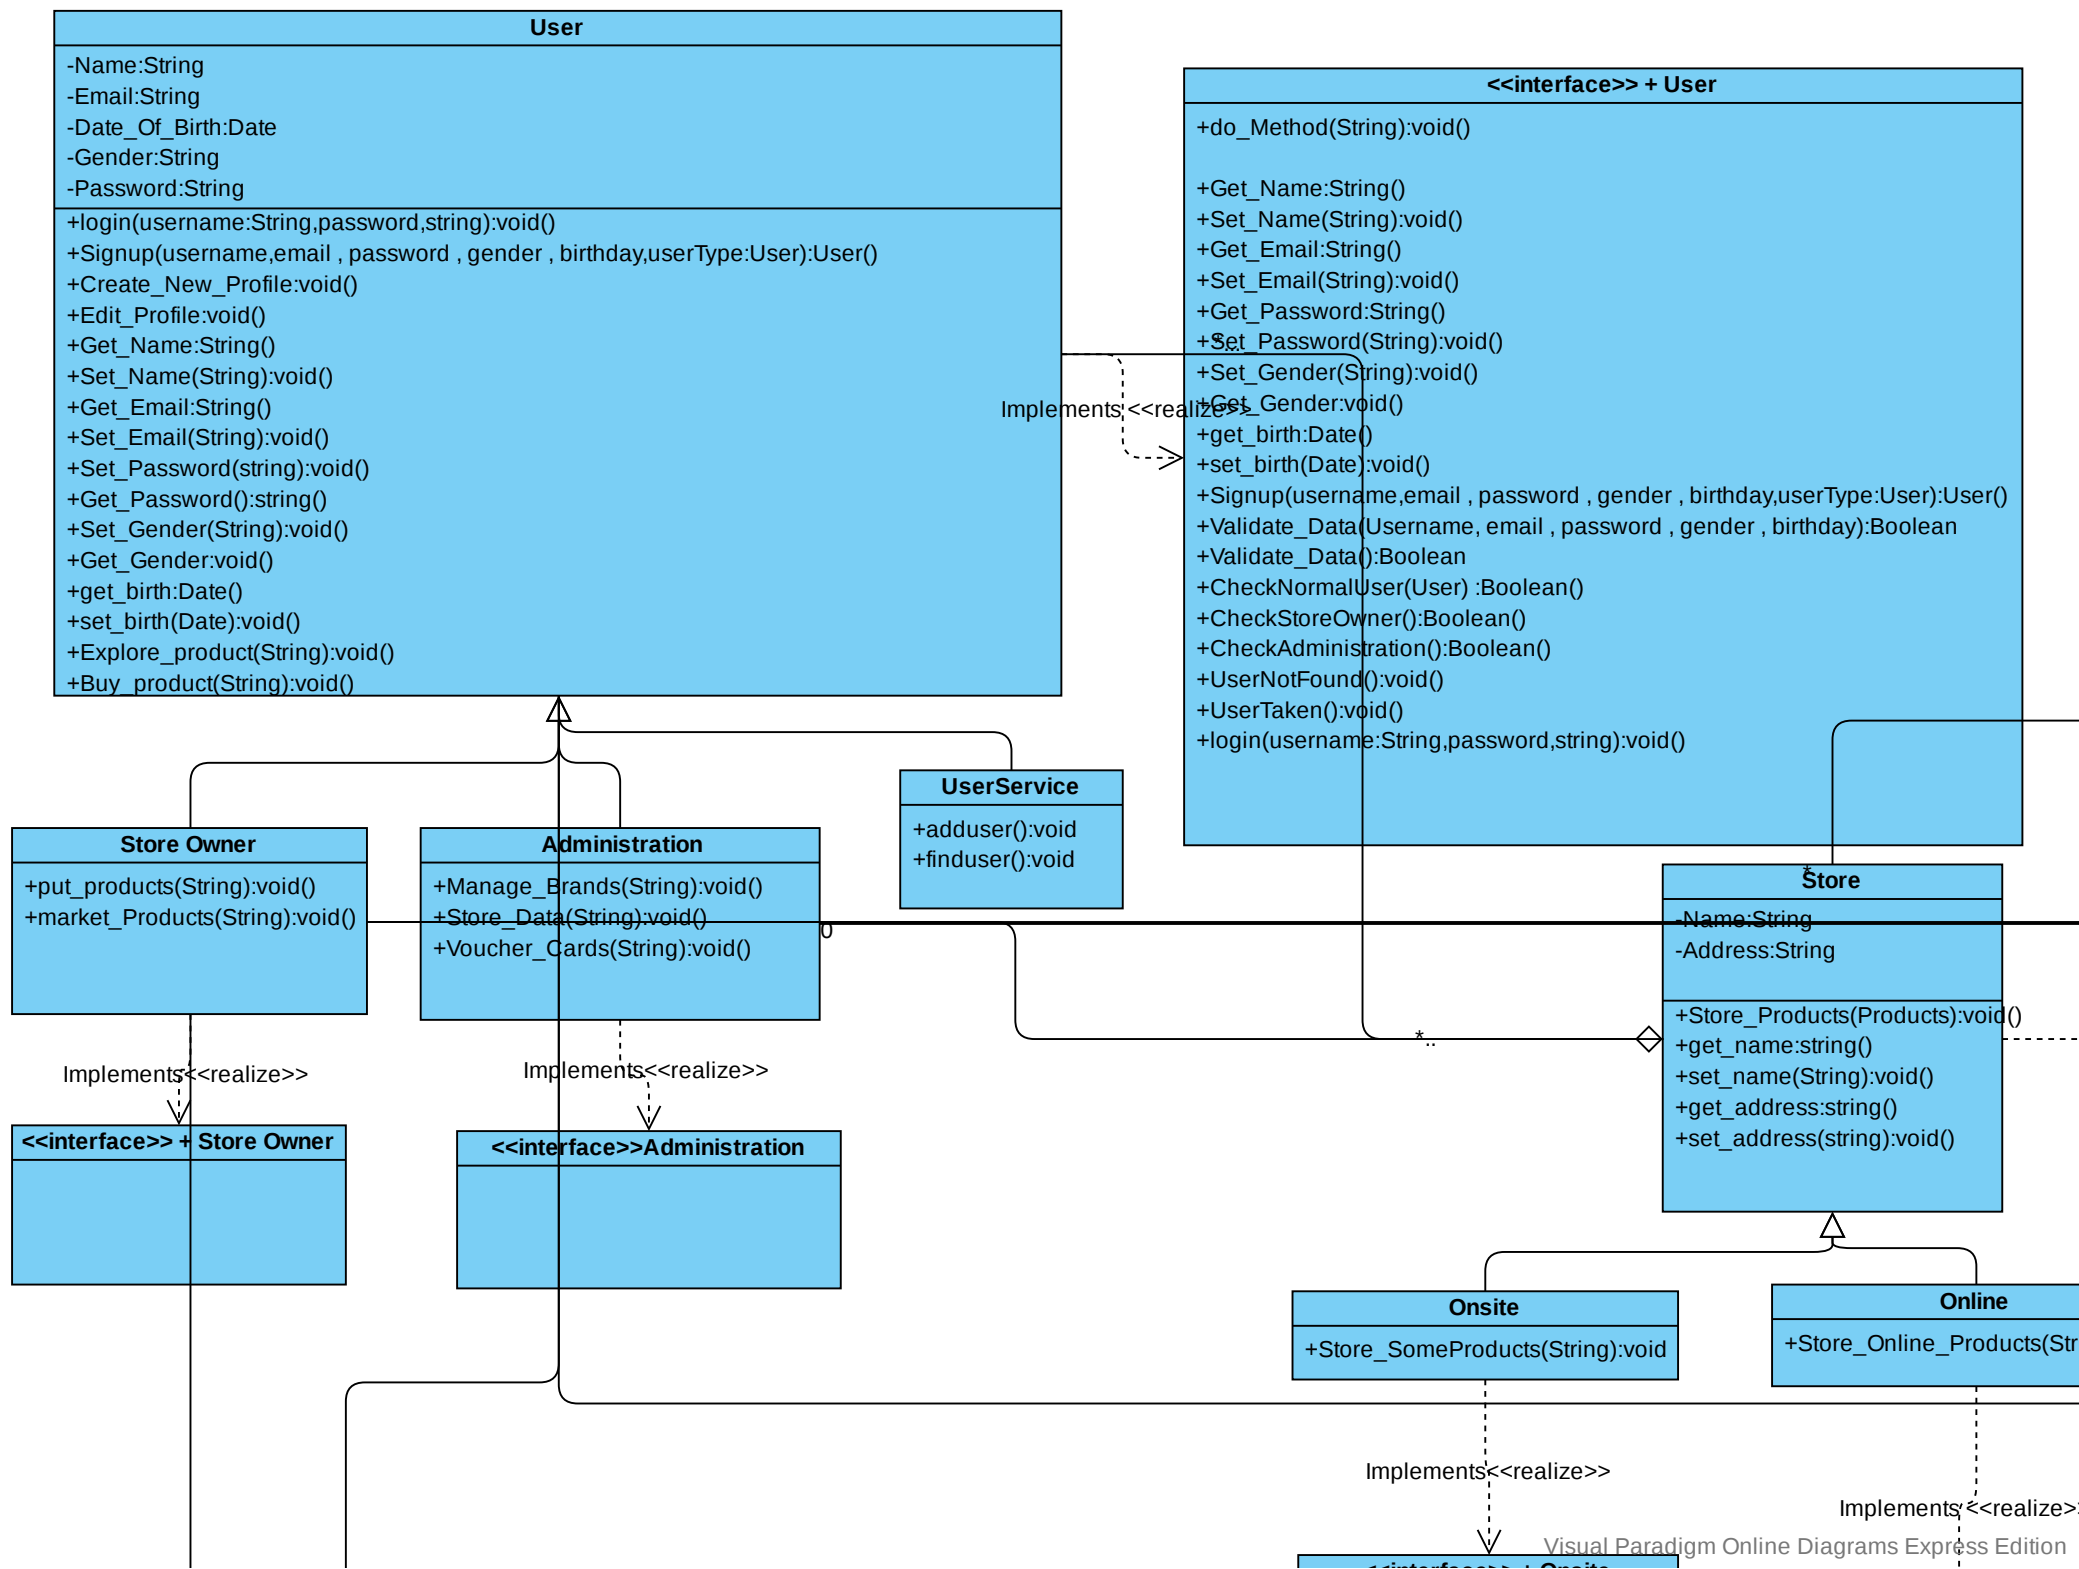 User
-Name:String
-Email:String
-Date_Of_Birth:Date
-Gender:String
-Password:String
+login(username:String,password,string):void()
+Signup(username,email , password , gender , birthday,userType:User):User()
+Create_New_Profile:void()
+Edit_Profile:void()
+Get_Name:String()
+Set_Name(String):void()
+Get_Email:String()
+Set_Email(String):void()
+Set_Password(string):void()
+Get_Password():string()
+Set_Gender(String):void()
+Get_Gender:void()
+get_birth:Date()
+set_birth(Date):void()
+Explore_product(String):void()
+Buy_product(String):void()
<<interface>> + User
+do_Method(String):void()
+Get_Name:String()
+Set_Name(String):void()
+Get_Email:String()
+Set_Email(String):void()
+Get_Password:String()
+Set_Password(String):void()
*..
+Set_Gender(String):void()
+Get_Gender:void()
+get_birth:Date()
+set_birth(Date):void()
+Signup(username,email , password , gender , birthday,userType:User):User()
+Validate_Data(Username, email , password , gender , birthday):Boolean
+Validate_Data():Boolean
+CheckNormalUser(User) :Boolean()
+CheckStoreOwner():Boolean()
+CheckAdministration():Boolean()
+UserNotFound():void()
+UserTaken():void()
+login(username:String,password,string):void()
Implements <<realize>>
UserService
+adduser():void
+finduser():void
Store Owner
+put_products(String):void()
+market_Products(String):void()
Administration
+Manage_Brands(String):void()
+Store_Data(String):void()
+Voucher_Cards(String):void()
0
*
Store
-Name:String
-Address:String
+Store_Products(Products):void()
+get_name:string()
+set_name(String):void()
+get_address:string()
+set_address(string):void()
*..
Implements<<realize>>
Implements<<realize>>
<<interface>> + Store Owner
<<interface>>Administration
Onsite
+Store_SomeProducts(String):void
Online
+Store_Online_Products(Str
Implements<<realize>>
Implements <<realize>
<<interface>> + Onsite
Visual Paradigm Online Diagrams Express Edition